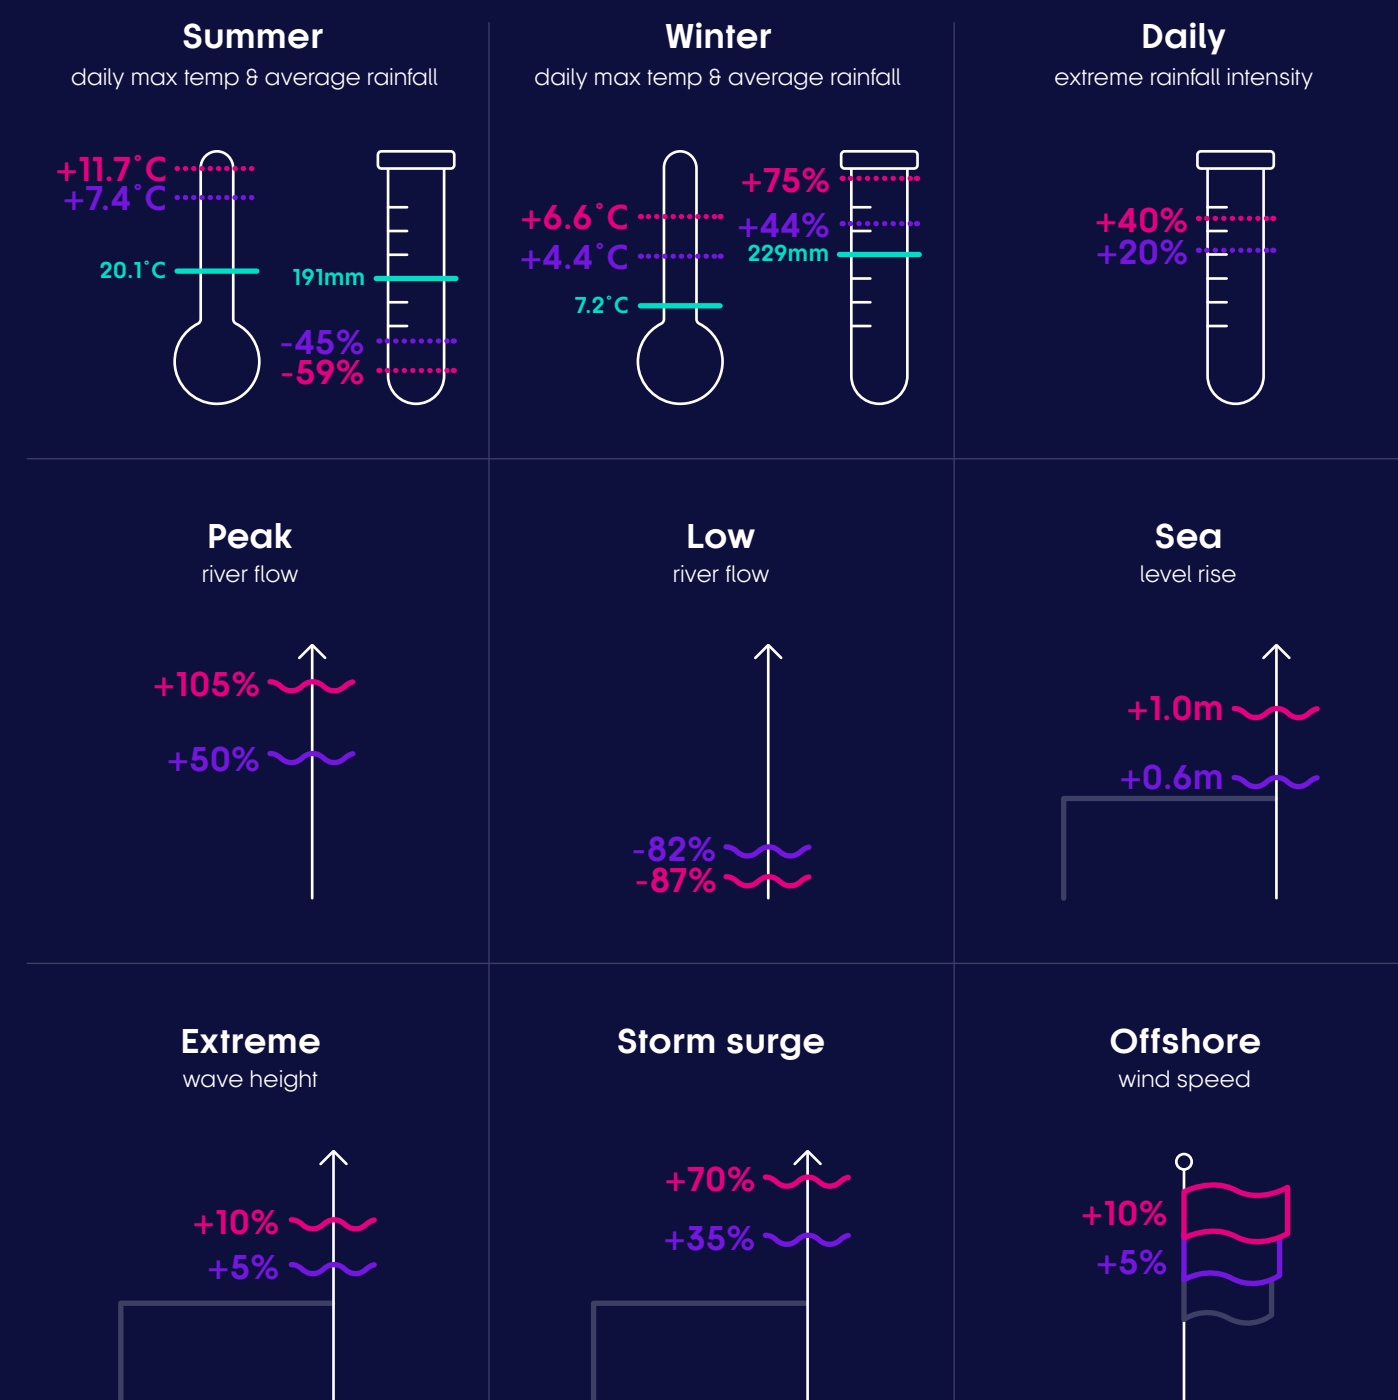 Summer
daily max temp & average rainfall
+11.7°C
+7.4°C
20.1°C
191mm
-45%
-59%
Winter
daily max temp & average rainfall
+6.6°C
+4.4°C
7.2°C
+75%
+44%
229mm
Daily
extreme rainfall intensity
+40%
+20%
Peak
river flow
+105%
+50%
Low
river flow
-82%
-87%
Sea
level rise
+1.0m
+0.6m
Extreme
wave height
+10%
+5%
Storm surge
+70%
+35%
Offshore
wind speed
+10%
+5%